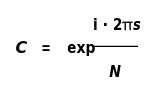 C = exp i · 2πs
N